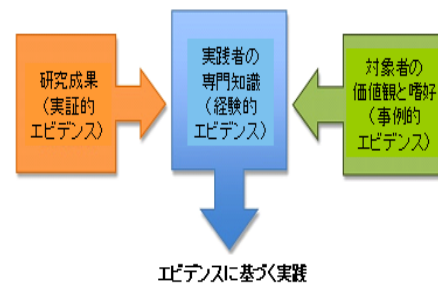 研究成果
(実証的
エビデンス)
実践者の
専門知識
(経験的
エビデンス)
対象者の
価値観と嗜好
(事例的
エビデンス)
エビデンスに基づく実践